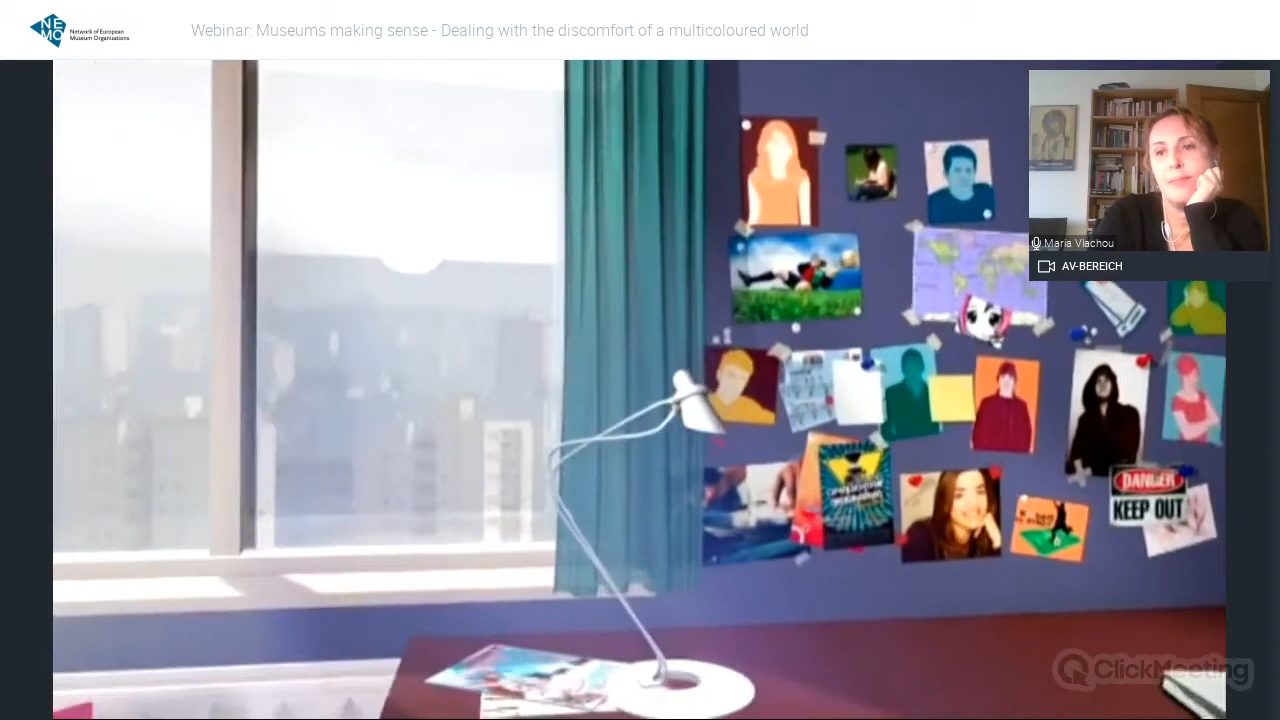 NE
MO
Network of European
Museum Organisations
Webinar: Museums making sense - Dealing with the discomfort of a multicoloured world
Maria Vlachou
AV-BEREICH
DANGER
KEEP OUT
ClickMeeting